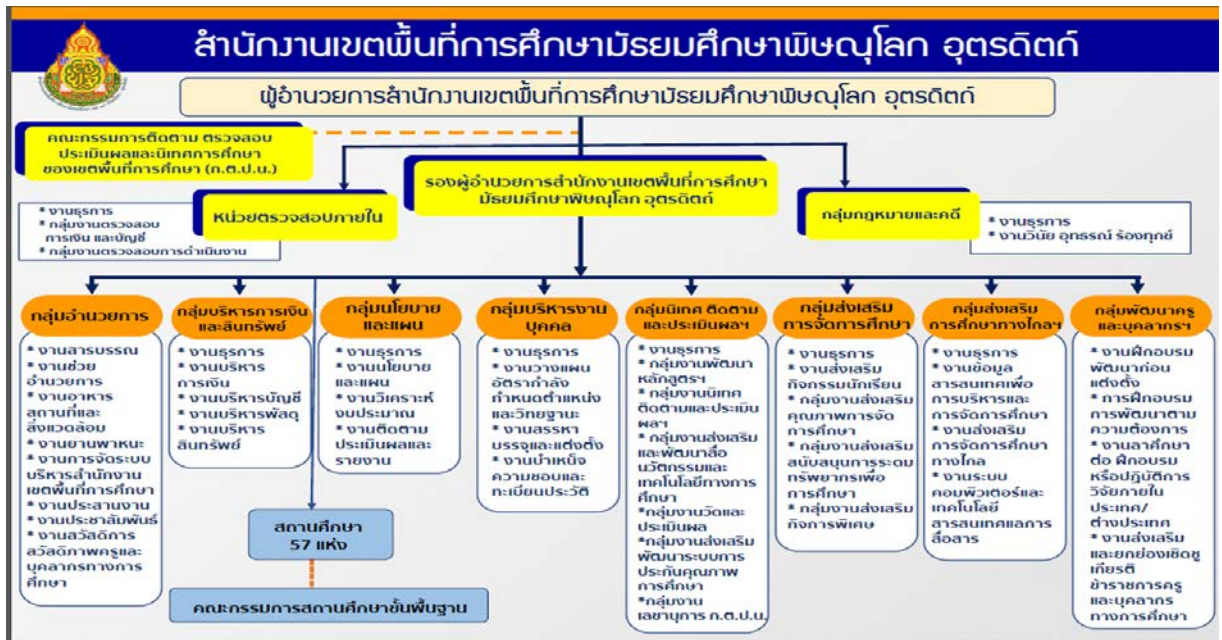 สำนักงานเขตพื้นที่การศึกษามัธยมศึกษาพิษณุโลก อุตรดิตถ์
ผู้อำนวยการสำนักงานเขตพื้นที่การศึกษามัธยมศึกษาพิษณุโลก อุตรดิตถ์
คณะกรรมการติดตาม ตรวจสอบ
ประเมินผลและนิเทศการศึกษา
ของเขตพื้นที่การศึกษา (ก.ต.ป.น.)
รองผู้อำนวยการสำนักงานเขตพื้นที่การศึกษา
มัธยมศึกษาพิษณุโลก อุตรดิตถ์
หน่วยตรวจสอบภายใน
* งานธุรการ
* กลุ่มงานตรวจสอบ
การเงิน และบัญชี
* กลุ่มงานตรวจสอบการดำเนินงาน
กลุ่มกฎหมายและคดี
* งานธุรการ
* งานวินัย อุทธรณ์ ร้องทุกข์
กลุ่มอำนวยการ
* งานสารบรรณ
* งานช่วย
อำนวยการ
* งานอาหาร
สถานที่และ
สิ่งแวดล้อม
* งานยานพาหนะ
* งานการจัดระบบ
บริหารสำนักงาน
เขตพื้นที่การศึกษา
* งานประสานงาน
* งานประชาสัมพันธ์
* งานสวัสดิการ
สวัสดิภาพครูและ
บุคลากรทางการ
ศึกษา
กลุ่มบริหารการเงิน
และสินทรัพย์
* งานธุรการ
* งานบริหาร
การเงิน
* งานบริหารบัญชี
* งานบริหารพัสดุ
* งานบริหาร
สินทรัพย์
กลุ่มนโยบาย
และแผน
* งานธุรการ
* งานนโยบาย
และแผน
* งานวิเคราะห์
งบประมาณ
* งานติดตาม
ประเมินผลและ
รายงาน
กลุ่มบริหารงาน
บุคคล
* งานธุรการ
* งานวางแผน
อัตรากำลัง
กำหนดตำแหน่ง
และวิทยฐานะ
* งานสรรหา
บรรจุและแต่งตั้ง
* งานบำเหน็จ
ความชอบและ
ทะเบียนประวัติ
กลุ่มนิเทศ ติดตาม
และประเมินผลฯ
* งานธุรการ
* กลุ่มงานพัฒนา
หลักสูตรฯ
* กลุ่มงานนิเทศ
ติดตามและประเมิน
ผลฯ
* กลุ่มงานส่งเสริม
และพัฒนาสื่อ
นวัตกรรมและ
เทคโนโลยีทางการ
ศึกษา
*กลุ่มงานวัดและ
ประเมินผล
*กลุ่มงานส่งเสริม
พัฒนาระบบการ
ประกันคุณภาพ
การศึกษา
*กลุ่มงาน
เลขานุการ ก.ต.ป.น.
กลุ่มส่งเสริม
การจัดการศึกษา
* งานธุรการ
* งานส่งเสริม
กิจกรรมนักเรียน
* กลุ่มงานส่งเสริม
คุณภาพการจัด
การศึกษา
* กลุ่มงานส่งเสริม
สนับสนุนการระดม
ทรัพยากรเพื่อ
การศึกษา
* กลุ่มงานส่งเสริม
กิจการพิเศษ
กลุ่มส่งเสริม
การศึกษาทางไกลฯ
* งานธุรการ
* งานข้อมูล
สารสนเทศเพื่อ
การบริหารและ
การจัดการศึกษา
* งานส่งเสริม
การจัดการศึกษา
ทางไกล
* งานระบบ
คอมพิวเตอร์และ
เทคโนโลยี
สารสนเทศแลการ
สื่อสาร
กลุ่มพัฒนาครู
และบุคลากรฯ
* งานฝึกอบรม
พัฒนาก่อน
แต่งตั้ง
* การฝึกอบรม
การพัฒนาตาม
ความต้องการ
* งานลาศึกษา
ต่อ ฝึกอบรม
หรือปฏิบัติการ
วิจัยภายใน
ประเทศ/
ต่างประเทศ
* งานส่งเสริม
และยกย่องเชิดชู
เกียรติ
ข้าราชการครู
และบุคลากร
ทางการศึกษา
สถานศึกษา
57 แห่ง
คณะกรรมการสถานศึกษาขั้นพื้นฐาน